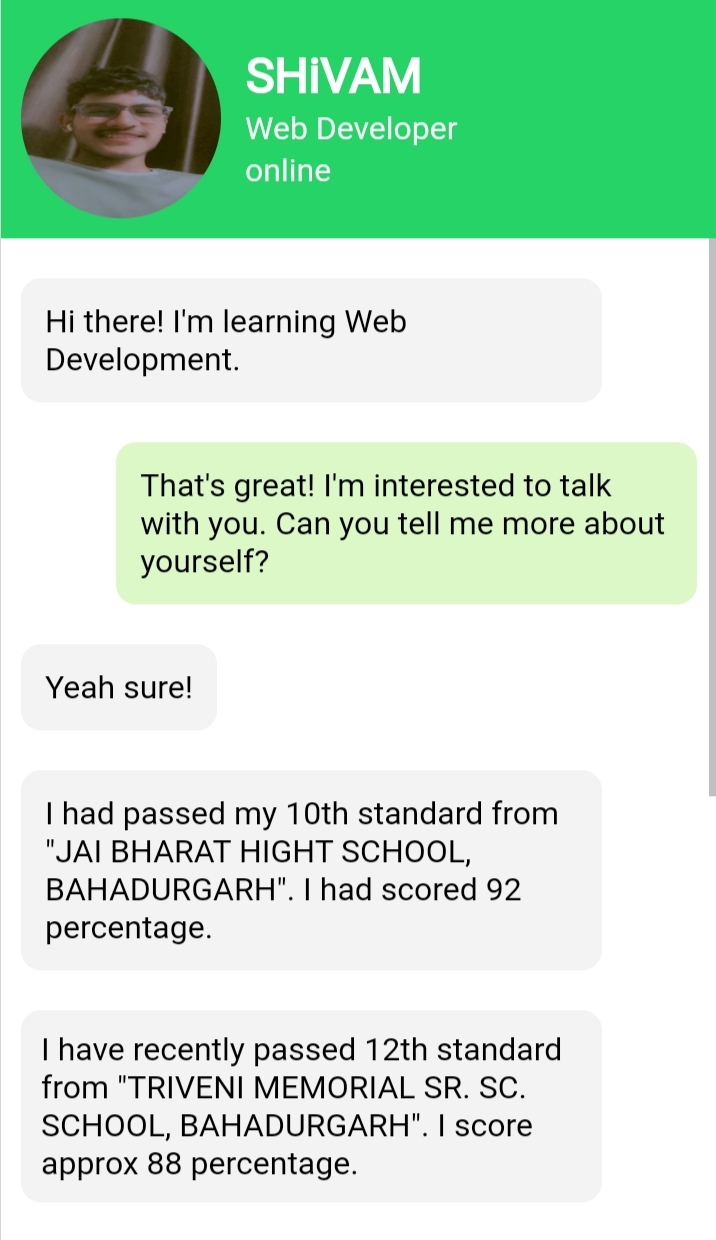 SHiVAM
Web Developer
online
Hi there! I'm learning Web
Development.
That's great! I'm interested to talk
with you. Can you tell me more about
yourself?
Yeah sure!
I had passed my 10th standard from
"JAI BHARAT HIGHT SCHOOL,
BAHADURGARH". I had scored 92
percentage.
I have recently passed 12th standard
from "TRIVENI MEMORIAL SR. SC.
SCHOOL, BAHADURGARH". I score
approx 88 percentage.